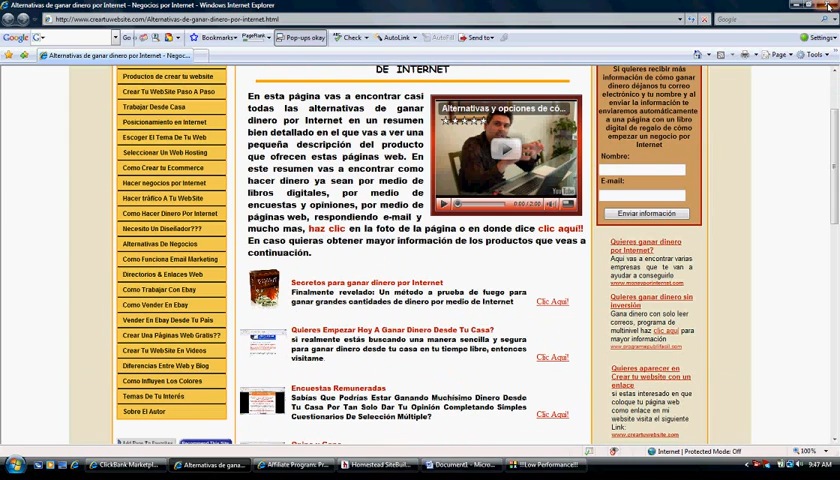 Alternativas de ganar dinero por Internet - Negocios por Internet - Windows Internet Explorer
http://www.creartuwebsite.com/Alternativas-de-ganar-dinero-por-internet.html
Google
Google
G
Go
Bookmarks
PageRank
Pop-ups okay
Check
AutoLink
AutoFill
Send to
Settings
Alternativas de ganar dinero por Internet - Negoc...
Page
Tools
Productos de crear tu website
Crear Tu WebSite Paso A Paso
Trabajar Desde Casa
Posicionamiento en Internet
Escoger El Tema De Tu Web
Seleccionar Un Web Hosting
Como Crear tu Ecommerce
Hacer negocios por Internet
Hacer tráfico A Tu WebSite
Como Hacer Dinero Por Internet
Necesito Un Diseñador???
Alternativas De Negocios
Como Funciona Email Marketing
Directorios & Enlaces Web
Como Trabajar Con Ebay
Como Vender En Ebay
Vender En Ebay Desde Tu País
Crear Una Páginas Web Gratis??
Crear Tu WebSite En Videos
Diferencias Entre Web y Blog
Como Influyen Los Colores
Temas De Tu Interés
Sobre El Autor
DE INTERNET
En esta página vas a encontrar casi
todas las alternativas de ganar
dinero por Internet en un resumen
bien detallado en el que vas a ver una
pequeña descripción del producto
que ofrecen estas páginas web. En
este resumen vas a encontrar como
hacer dinero ya sean por medio de
libros digitales, por medio de
encuestas y opiniones, por medio de
páginas web, respondiendo e-mail y
mucho mas, haz clic en la foto de la página o en donde dice clic aquí!!
En caso quieras obtener mayor información de los productos que veas a
continuación.
Alternativas y opciones de có...
0:00 / 2:00
YouTube
Secretos para ganar dinero por Internet
Finalmente revelado: Un método a prueba de fuego para
ganar grandes cantidades de dinero por medio de Internet
Clic Aquí!
Quieres Empezar Hoy A Ganar Dinero Desde Tu Casa?
si realmente estás buscando una manera sencilla y segura
para ganar dinero desde tu casa en tu tiempo libre, entonces
visitame.
Clic Aquí!
Encuestas Remuneradas
Sabías Que Podrías Estar Ganando Muchísimo Dinero Desde
Tu Casa Por Tan Solo Dar Tu Opinión Completando Simples
Cuestionarios De Selección Múltiple?
Clic Aquí!
Si quieres recibir más
información de cómo ganar
dinero déjanos tu correo
electrónico y tu nombre y al
enviar la información te
enviaremos automáticamente
a una página con un libro
digital de regalo de cómo
empezar un negocio por
Internet
Nombre:
E-mail:
Enviar información
Quieres ganar dinero
por Internet?
Aquí vas a encontrar varias
empresas que te van a
ayudar a conseguirle
Quieres ganar dinero sin
inversión
Gana dinero con solo leer
correos, programa de
multinivel haz clic aquí para
mayor información
Quieres aparecer en
Crear tu website con un
enlace
si estas interesado en que
coloque tu página web
como enlace en mi
website visita el siguiente
Link:
www.creartuwebsite.com
Internet | Protected Mode: Off
100%
ClickBank Marketpl...
Alternativas de gana...
Affiliate Program: Pr...
Homestead SiteBuil...
Document1 - Micro...
!!!Low Performance!!!
9:47 AM